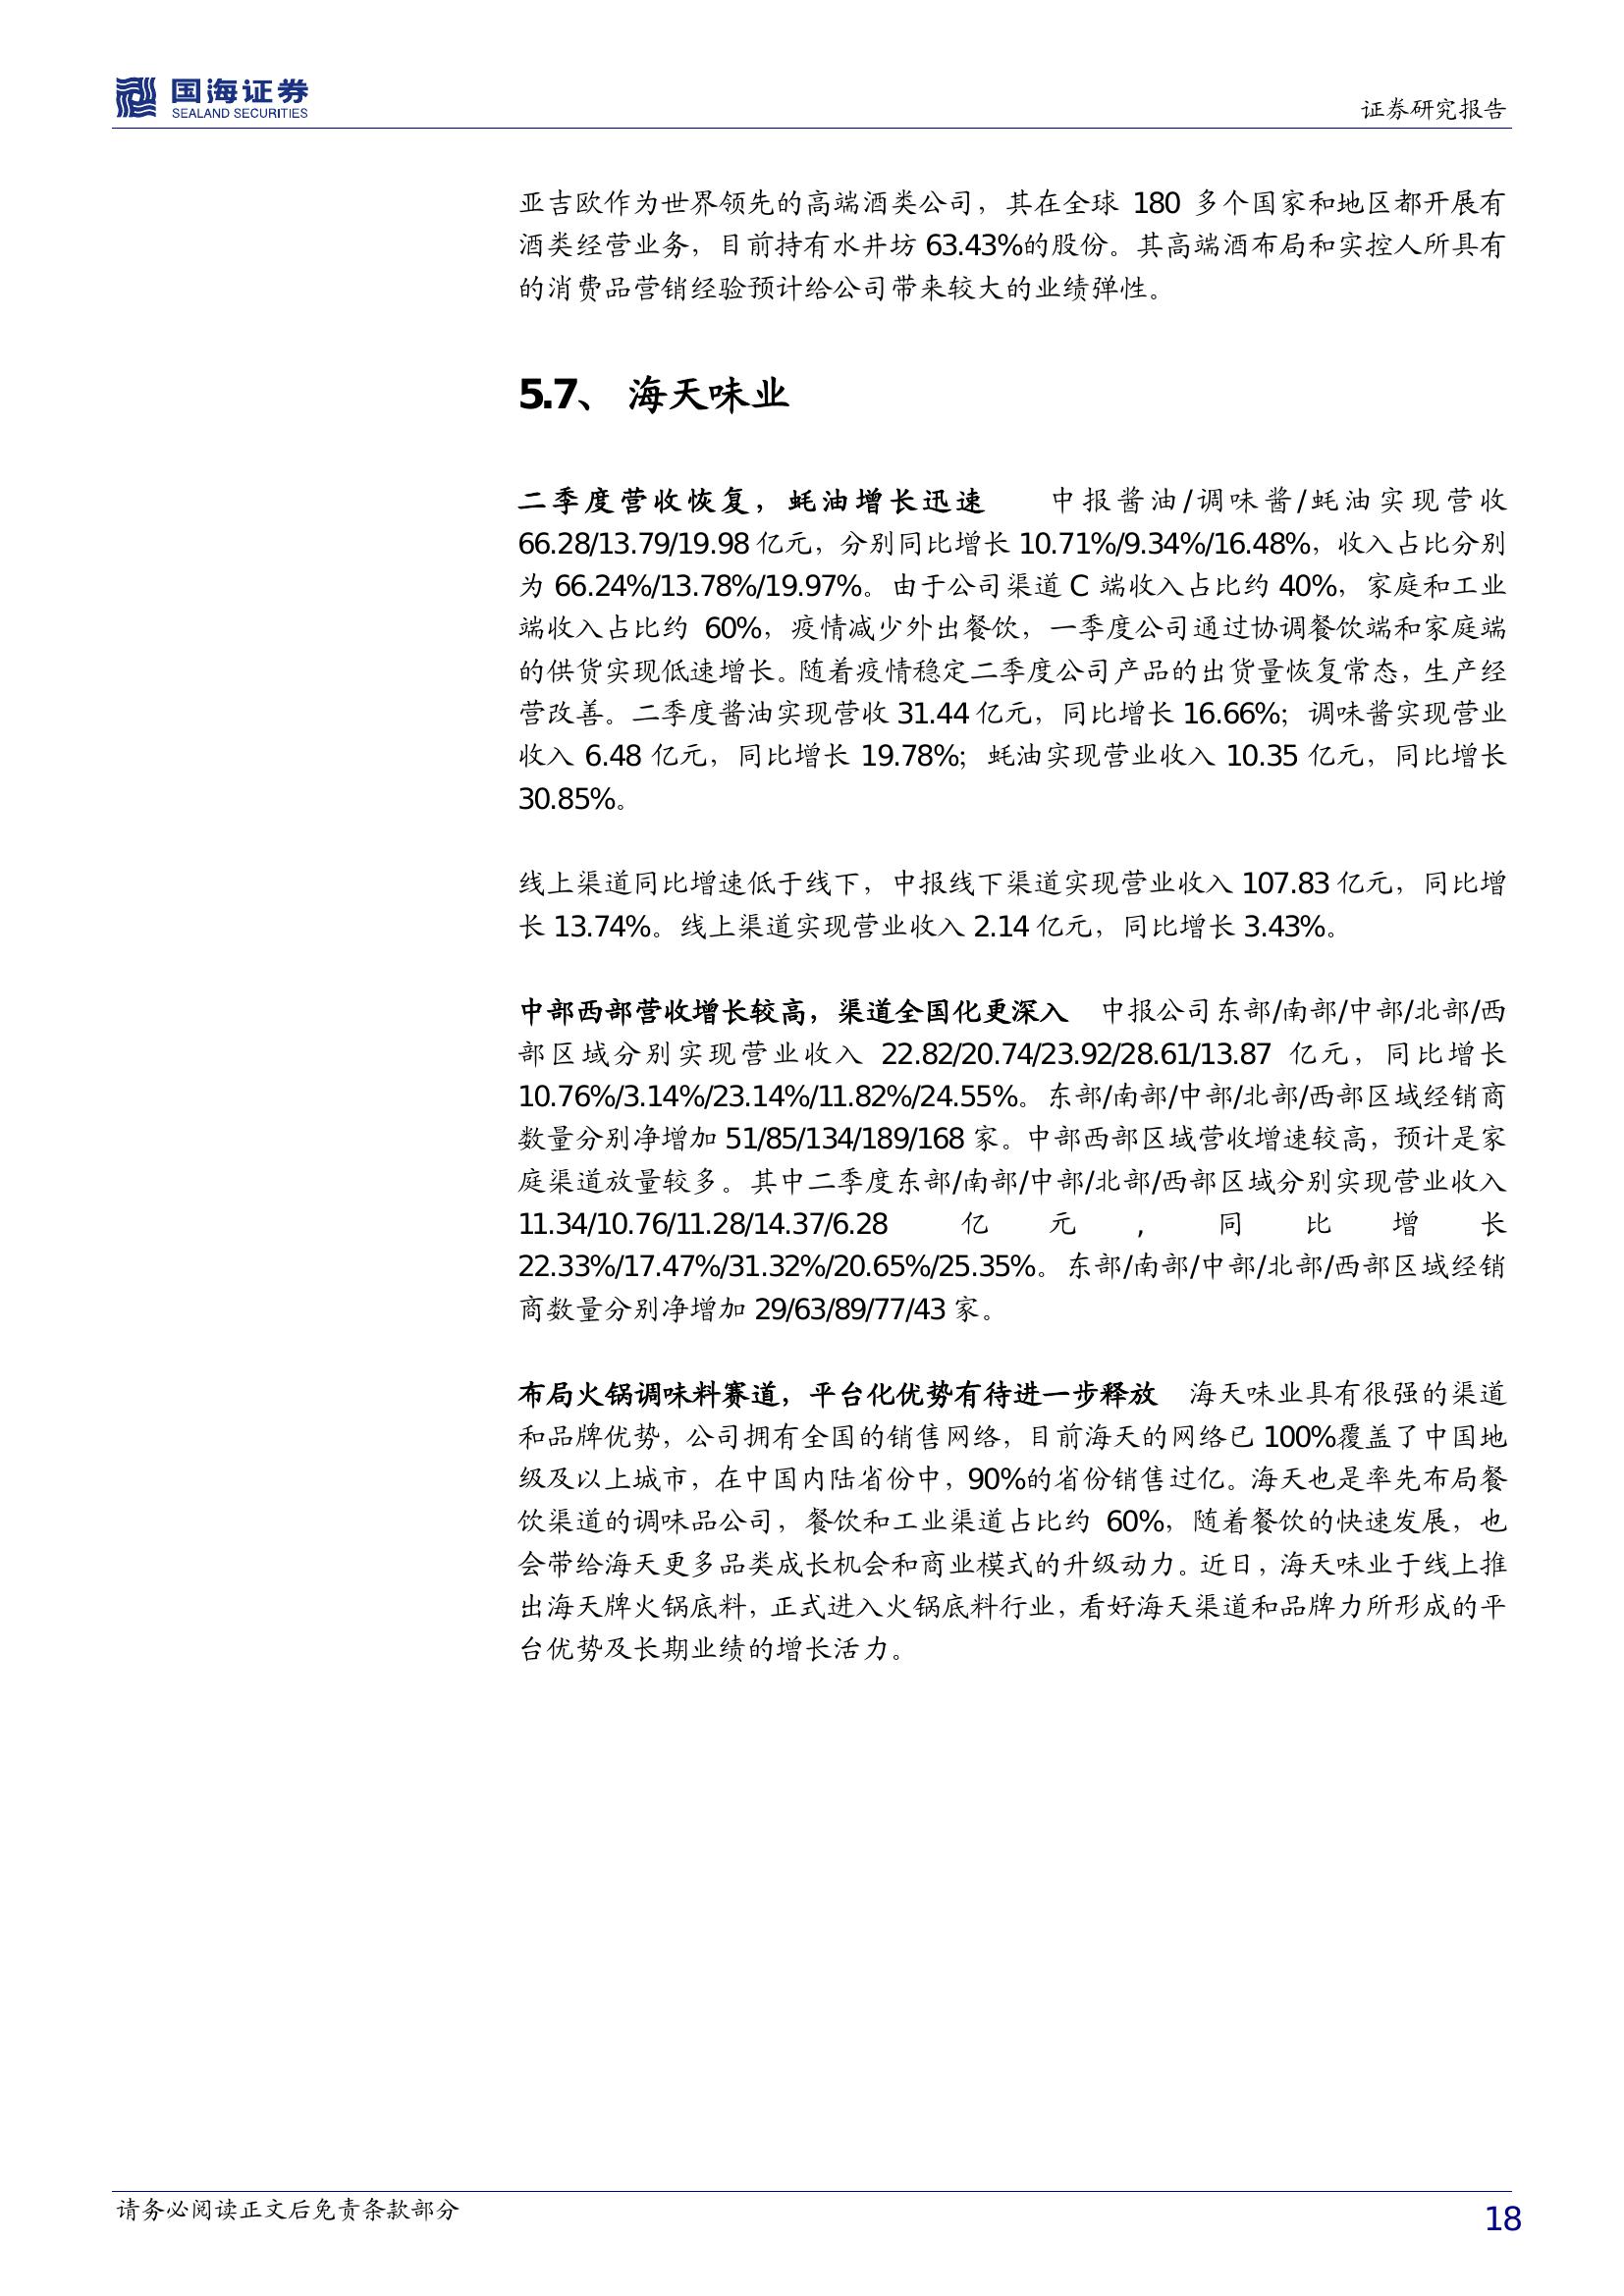 国海证券
SEALAND SECURITIES
证券研究报告
亚吉欧作为世界领先的高端酒类公司，其在全球 180 多个国家和地区都开展有
酒类经营业务，目前持有水井坊 63.43%的股份。其高端酒布局和实控人所具有
的消费品营销经验预计给公司带来较大的业绩弹性。
5.7、 海天味业
二季度营收恢复，蚝油增长迅速 中报酱油/调味酱/蚝油实现营收
66.28/13.79/19.98 亿元，分别同比增长 10.71%/9.34%/16.48%，收入占比分别
为 66.24%/13.78%/19.97%。由于公司渠道 C 端收入占比约 40%，家庭和工业
端收入占比约 60%，疫情减少外出餐饮，一季度公司通过协调餐饮端和家庭端
的供货实现低速增长。随着疫情稳定二季度公司产品的出货量恢复常态，生产经
营改善。二季度酱油实现营收 31.44 亿元，同比增长 16.66%；调味酱实现营业
收入 6.48 亿元，同比增长 19.78%；蚝油实现营业收入 10.35 亿元，同比增长
30.85%。
线上渠道同比增速低于线下，中报线下渠道实现营业收入 107.83 亿元，同比增
长 13.74%。线上渠道实现营业收入 2.14 亿元，同比增长 3.43%。
中部西部营收增长较高，渠道全国化更深入 中报公司东部/南部/中部/北部/西
部区域分别实现营业收入 22.82/20.74/23.92/28.61/13.87 亿元，同比增长
10.76%/3.14%/23.14%/11.82%/24.55%。东部/南部/中部/北部/西部区域经销商
数量分别净增加 51/85/134/189/168 家。中部西部区域营收增速较高，预计是家
庭渠道放量较多。其中二季度东部/南部/中部/北部/西部区域分别实现营业收入
11.34/10.76/11.28/14.37/6.28 亿元，同比增长
22.33%/17.47%/31.32%/20.65%/25.35%。东部/南部/中部/北部/西部区域经销
商数量分别净增加 29/63/89/77/43 家。
布局火锅调味料赛道，平台化优势有待进一步释放 海天味业具有很强的渠道
和品牌优势，公司拥有全国的销售网络，目前海天的网络已 100%覆盖了中国地
级及以上城市，在中国内陆省份中，90%的省份销售过亿。海天也是率先布局餐
饮渠道的调味品公司，餐饮和工业渠道占比约 60%，随着餐饮的快速发展，也
会带给海天更多品类成长机会和商业模式的升级动力。近日，海天味业于线上推
出海天牌火锅底料，正式进入火锅底料行业，看好海天渠道和品牌力所形成的平
台优势及长期业绩的增长活力。
请务必阅读正文后免责条款部分
18